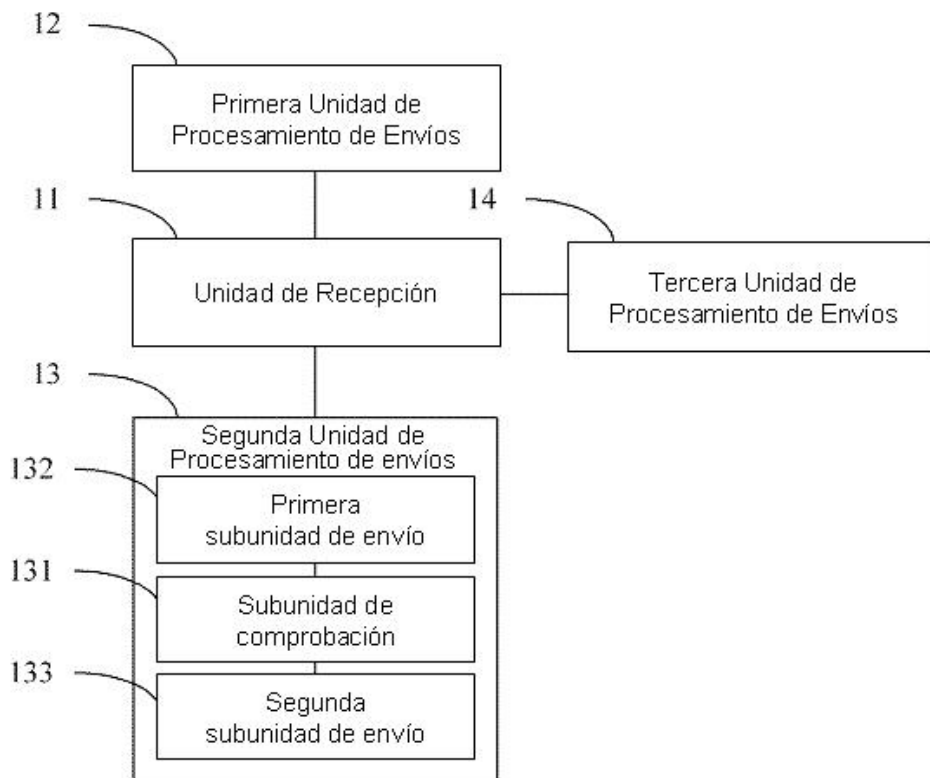 12
Primera Unidad de
Procesamiento de Envíos
11
14
Unidad de Recepción
Tercera Unidad de
Procesamiento de Envíos
13
Segunda Unidad de
Procesamiento de envíos
132
Primera
subunidad de envío
131
Subunidad de
comprobación
133
Segunda
subunidad de envío